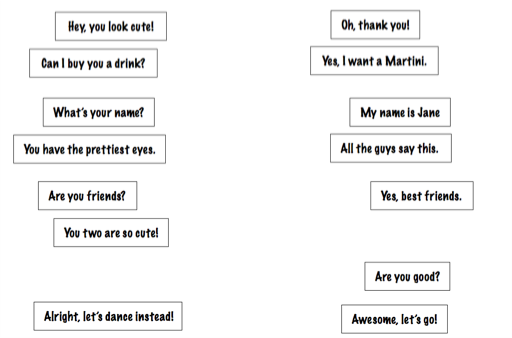 Hey, you look cute!
Oh, thank you!
Can I buy you a drink?
Yes, I want a Martini.
What's your name?
My name is Jane
You have the prettiest eyes.
All the guys say this.
Are you friends?
Yes, best friends.
You two are so cute!
Are you good?
Alright, let's dance instead!
Awesome, let's go!